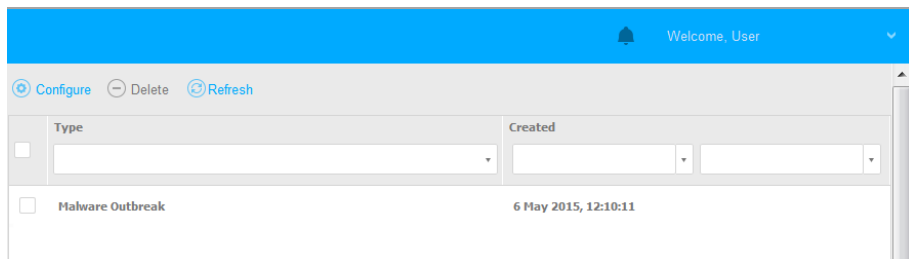 Welcome, User
Configure Delete Refresh
Type Created
Malware Outbreak 6 May 2015, 12:10:11